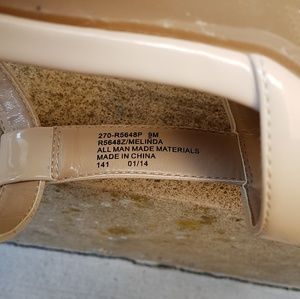 270-R5648P 9M
R5648Z/MELINDA
ALL MAN MADE MATERIALS
MADE IN CHINA
141 01/14